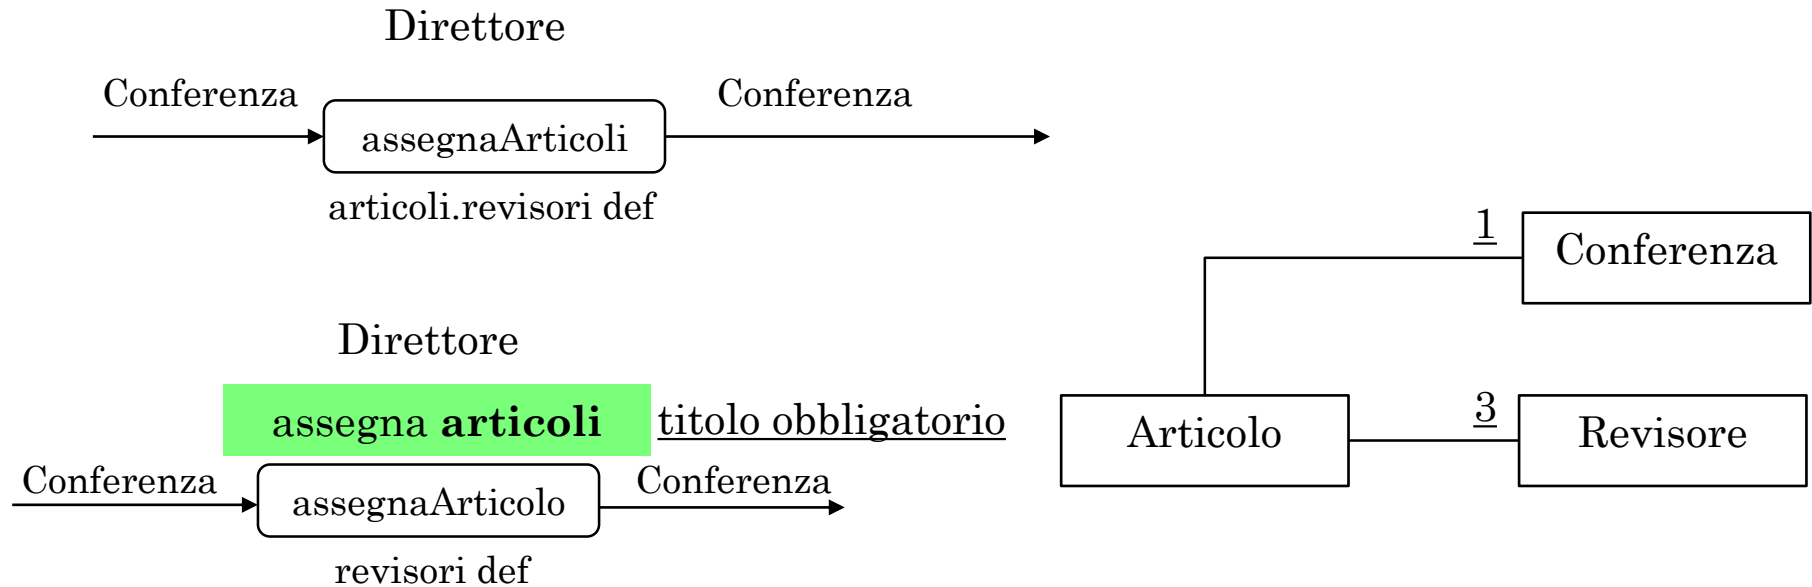 Direttore
Conferenza
Conferenza
assegnaArticoli
articoli.revisori def
1
Conferenza
Direttore
assegna articoli
titolo obbligatorio
3
Articolo
Revisore
Conferenza
Conferenza
assegnaArticolo
revisori def